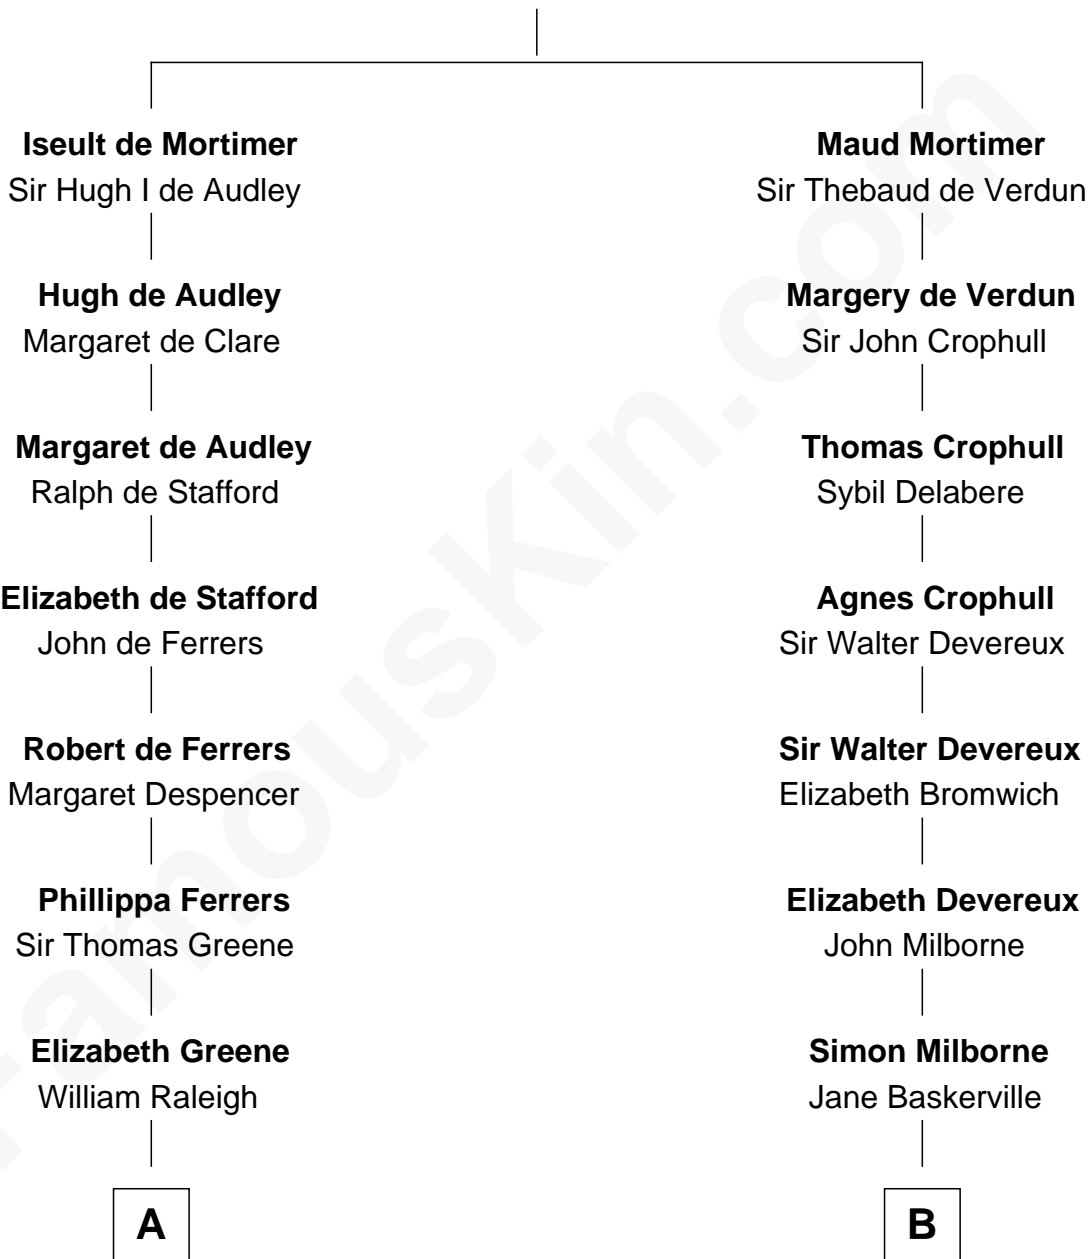 Iseult de Mortimer
Sir Hugh I de Audley
Hugh de Audley
Margaret de Clare
Margaret de Audley
Ralph de Stafford
Elizabeth de Stafford
John de Ferrers
Robert de Ferrers
Margaret Despencer
Phillippa Ferrers
Sir Thomas Greene
Elizabeth Greene
William Raleigh
A
Maud Mortimer
Sir Thebaud de Verdun
Margery de Verdun
Sir John Crophull
Thomas Crophull
Sybil Delabere
Agnes Crophull
Sir Walter Devereux
Sir Walter Devereux
Elizabeth Bromwich
Elizabeth Devereux
John Milborne
Simon Milborne
Jane Baskerville
B
FamousKin.com